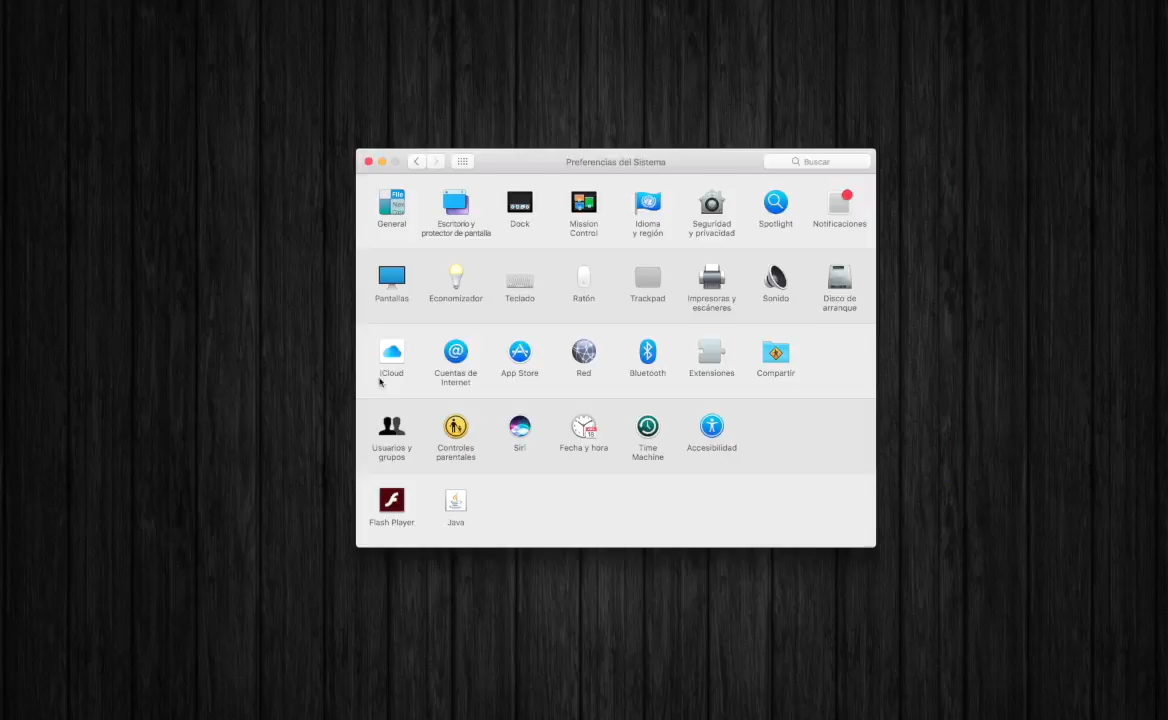 Preferencias del Sistema
Buscar
General
Escritorio y
protector de pantalla
Dock
Mission
Control
Idioma
y región
Seguridad
y privacidad
Spotlight
Notificaciones
Pantallas
Economizador
Teclado
Ratón
Trackpad
Impresoras y
escáneres
Sonido
Disco de
arranque
iCloud
Cuentas de
Internet
App Store
Red
Bluetooth
Extensiones
Compartir
Usuarios y
grupos
Controles
parentales
Siri
Fecha y hora
Time
Machine
Accesibilidad
Flash Player
Java